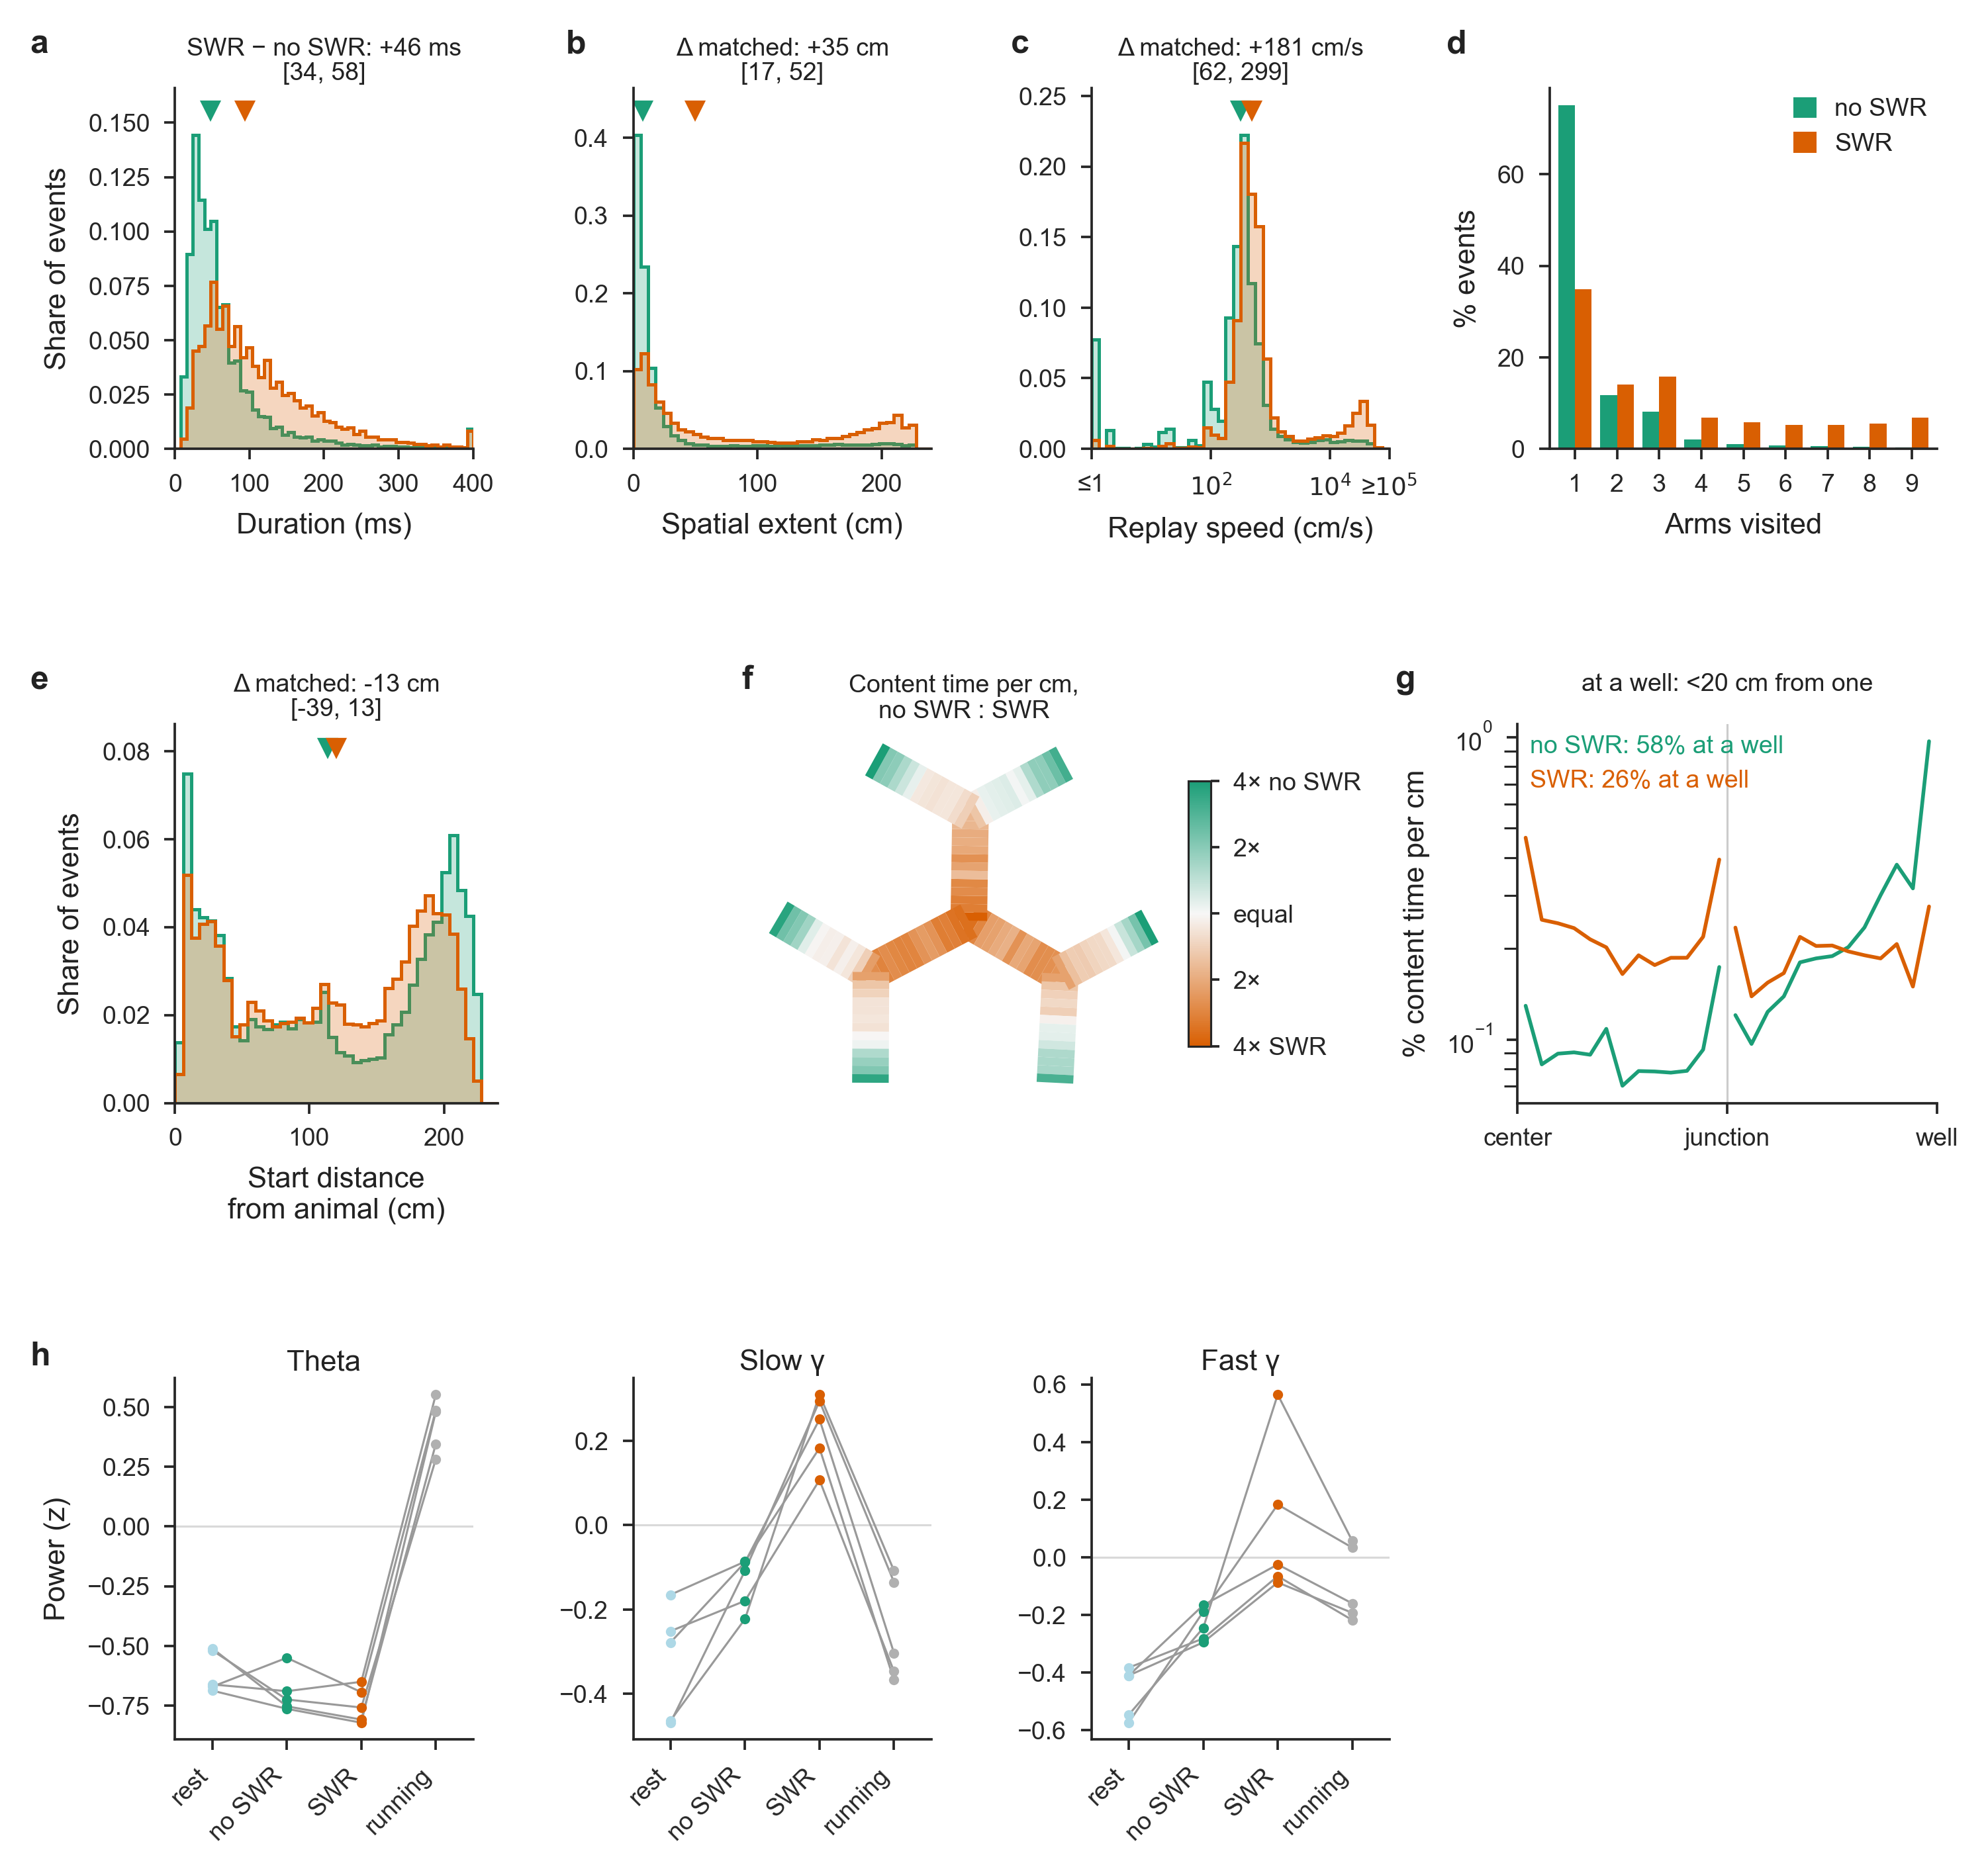 a
SWR − no SWR: +46 ms
[34, 58]
Share of events
0.150
0.125
0.100
0.075
0.050
0.025
0.000
0
100
200
300
400
Duration (ms)
b
Δ matched: +35 cm
[17, 52]
0.4
0.3
0.2
0.1
0.0
0
100
200
Spatial extent (cm)
c
Δ matched: +181 cm/s
[62, 299]
0.25
0.20
0.15
0.10
0.05
0.00
≤1
10²
10⁴
≥10⁵
Replay speed (cm/s)
d
no SWR
SWR
% events
60
40
20
0
1
2
3
4
5
6
7
8
9
Arms visited
e
Δ matched: -13 cm
[-39, 13]
Share of events
0.08
0.06
0.04
0.02
0.00
0
100
200
Start distance
from animal (cm)
f
Content time per cm,
no SWR : SWR
4× no SWR
2×
equal
2×
4× SWR
g
at a well: <20 cm from one
no SWR: 58% at a well
SWR: 26% at a well
% content time per cm
10⁰
10⁻¹
center
junction
well
h
Theta
Power (z)
0.50
0.25
0.00
−0.25
−0.50
−0.75
rest
no SWR
SWR
running
Slow γ
0.2
0.0
−0.2
−0.4
rest
no SWR
SWR
running
Fast γ
0.6
0.4
0.2
0.0
−0.2
−0.4
−0.6
rest
no SWR
SWR
running